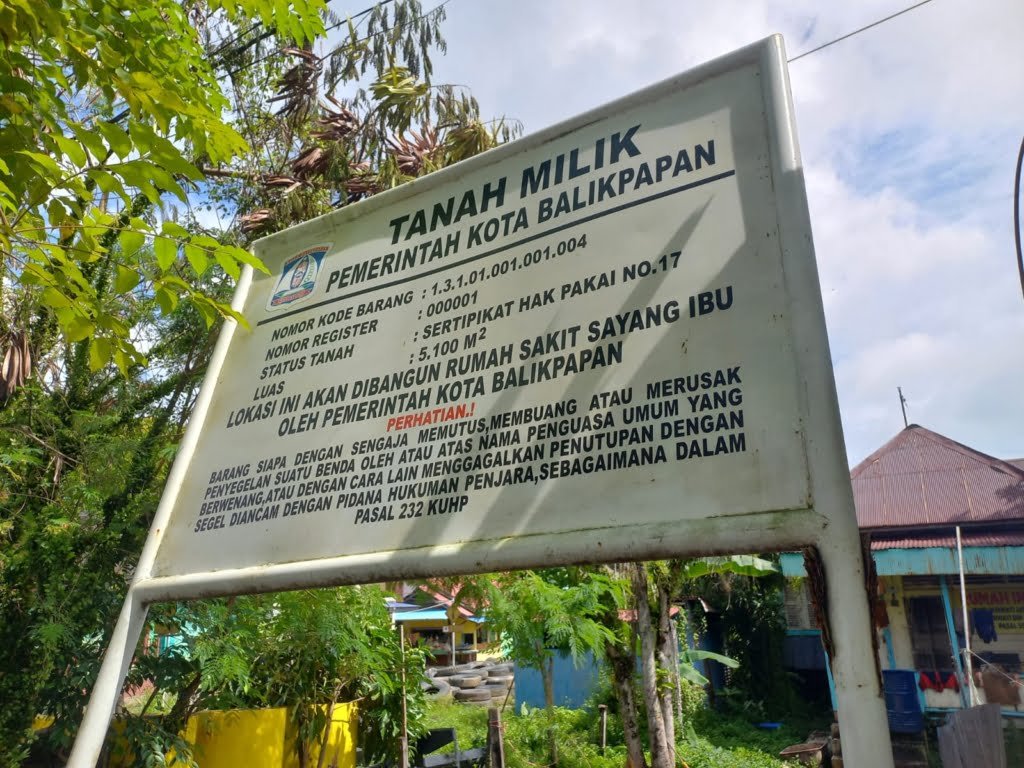 TANAH MILIK
PEMERINTAH KOTA BALIKPAPAN
NOMOR KODE BARANG : 1.3.1.01.001.001.004
NOMOR REGISTER : 000001
STATUS TANAH : SERTIPIKAT HAK PAKAI NO.17
LUAS : 5.100 M²
LOKASI INI AKAN DIBANGUN RUMAH SAKIT SAYANG IBU
OLEH PEMERINTAH KOTA BALIKPAPAN
PERHATIAN.!
BARANG SIAPA DENGAN SENGAJA MEMUTUS,MEMBUANG ATAU MERUSAK
PENYEGELAN SUATU BENDA OLEH ATAU ATAS NAMA PENGUASA UMUM YANG
BERWENANG,ATAU DENGAN CARA LAIN MENGGAGALKAN PENUTUPAN DENGAN
SEGEL DIANCAM DENGAN PIDANA HUKUMAN PENJARA,SEBAGAIMANA DALAM
PASAL 232 KUHP